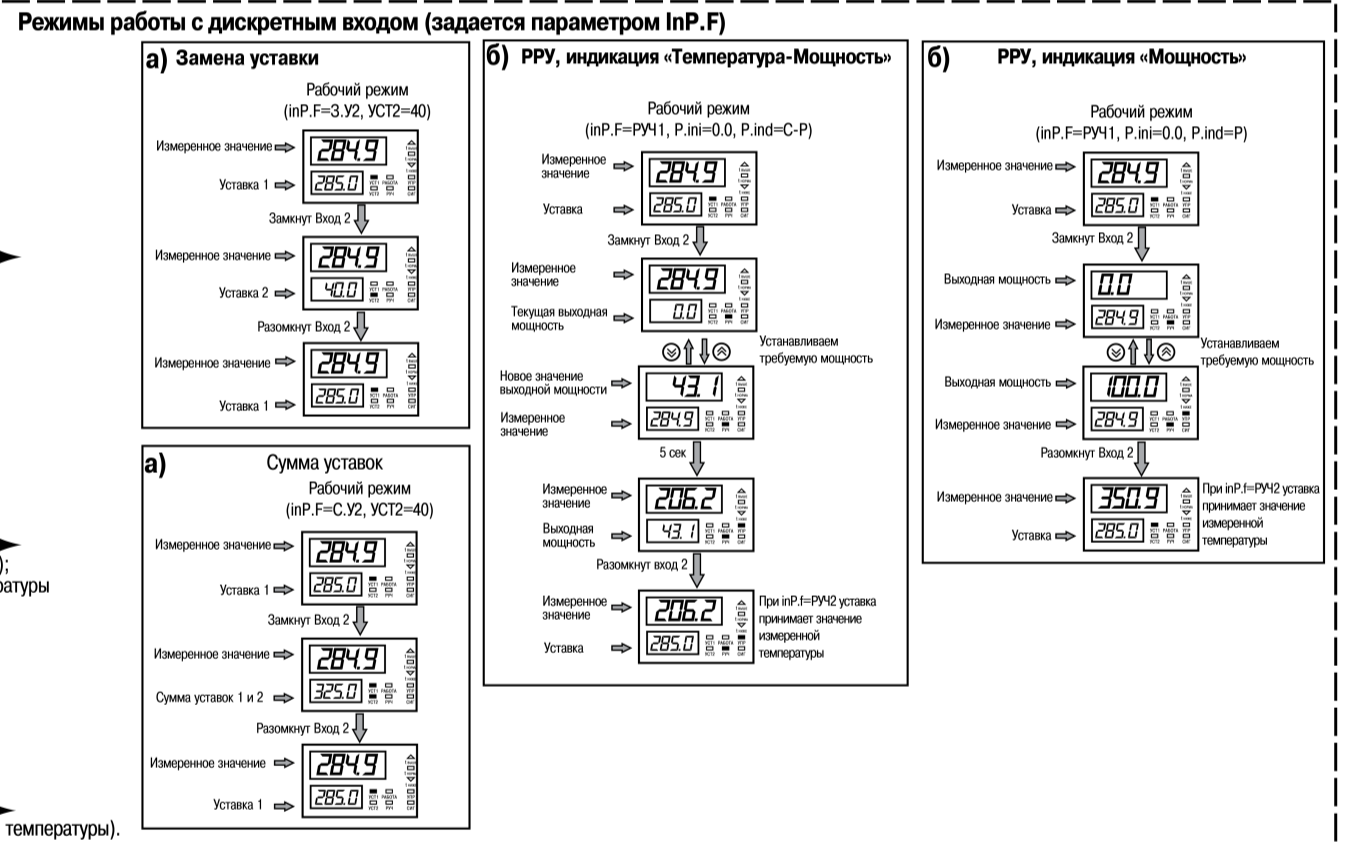 Режимы работы с дискретным входом (задается параметром InP.F)
а) Замена уставки
Рабочий режим
(inP.F=З.У2, УСТ2=40)
Измеренное значение
284.9
Уставка 1
285.0
Замкнут Вход 2
Измеренное значение
284.9
Уставка 2
40.0
Разомкнут Вход 2
Измеренное значение
284.9
Уставка 1
285.0
а) Сумма уставок
Рабочий режим
(inP.F=С.У2, УСТ2=40)
Измеренное значение
284.9
Уставка 1
285.0
Замкнут Вход 2
Измеренное значение
284.9
Сумма уставок 1 и 2
325.0
Разомкнут Вход 2
Измеренное значение
284.9
Уставка 1
285.0
б) РРУ, индикация «Температура-Мощность»
Рабочий режим
(inP.F=РУЧ1, P.ini=0.0, P.ind=C-P)
Измеренное
значение
284.9
Уставка
285.0
Замкнут Вход 2
Измеренное
значение
284.9
Текущая выходная
мощность
0.0
Устанавливаем
требуемую мощность
Новое значение
выходной мощности
43.1
Измеренное
значение
284.9
5 сек
Измеренное
значение
206.2
Выходная
мощность
43.1
Разомкнут вход 2
Измеренное
значение
206.2
Уставка
285.0
При inP.f=РУЧ2 уставка
принимает значение
измеренной
температуры
б) РРУ, индикация «Мощность»
Рабочий режим
(inP.F=РУЧ1, P.ini=0.0, P.ind=P)
Измеренное значение
284.9
Уставка
285.0
Замкнут Вход 2
Выходная мощность
0.0
Измеренное значение
284.9
Устанавливаем
требуемую мощность
Выходная мощность
100.0
Измеренное значение
284.9
Разомкнут Вход 2
Измеренное значение
350.9
Уставка
285.0
При inP.f=РУЧ2 уставка
принимает значение
измеренной
температуры
);
ратуры
температуры).